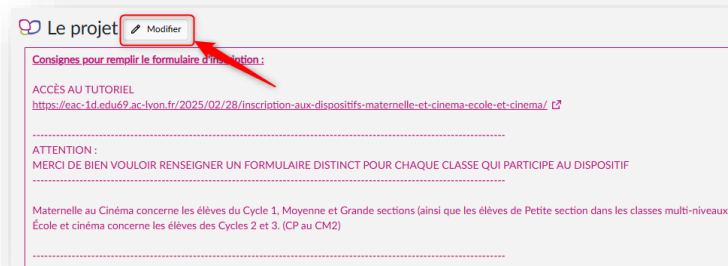 Le projet Modifier
Consignes pour remplir le formulaire d'inscription :
ACCÈS AU TUTORIEL
https://eac-1d.edu69.ac-lyon.fr/2025/02/28/inscription-aux-dispositifs-maternelle-et-cinema-ecole-et-cinema/
------------------------------------------------------------------------------------------------------------------------
ATTENTION :
MERCI DE BIEN VOULOIR RENSEIGNER UN FORMULAIRE DISTINCT POUR CHAQUE CLASSE QUI PARTICIPE AU DISPOSITIF
------------------------------------------------------------------------------------------------------------------------
Maternelle au Cinéma concerne les élèves du Cycle 1, Moyenne et Grande sections (ainsi que les élèves de Petite section dans les classes multi-niveaux
École et cinéma concerne les élèves des Cycles 2 et 3. (CP au CM2)
------------------------------------------------------------------------------------------------------------------------